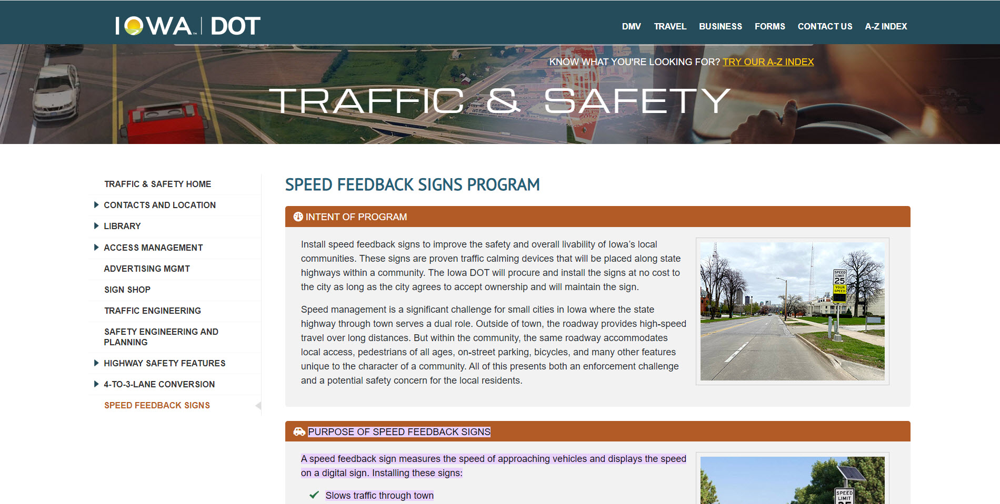 IOWA™ | DOT
DMV TRAVEL BUSINESS FORMS CONTACT US A-Z INDEX
KNOW WHAT YOU'RE LOOKING FOR? TRY OUR A-Z INDEX
TRAFFIC & SAFETY
TRAFFIC & SAFETY HOME
CONTACTS AND LOCATION
LIBRARY
ACCESS MANAGEMENT
ADVERTISING MGMT
SIGN SHOP
TRAFFIC ENGINEERING
SAFETY ENGINEERING AND
PLANNING
HIGHWAY SAFETY FEATURES
4-TO-3-LANE CONVERSION
SPEED FEEDBACK SIGNS
SPEED FEEDBACK SIGNS PROGRAM
INTENT OF PROGRAM
Install speed feedback signs to improve the safety and overall livability of Iowa’s local
communities. These signs are proven traffic calming devices that will be placed along state
highways within a community. The Iowa DOT will procure and install the signs at no cost to
the city as long as the city agrees to accept ownership and will maintain the sign.
Speed management is a significant challenge for small cities in Iowa where the state
highway through town serves a dual role. Outside of town, the roadway provides high-speed
travel over long distances. But within the community, the same roadway accommodates
local access, pedestrians of all ages, on-street parking, bicycles, and many other features
unique to the character of a community. All of this presents both an enforcement challenge
and a potential safety concern for the local residents.
SPEED
LIMIT
25
YOUR
SPEED
PURPOSE OF SPEED FEEDBACK SIGNS
A speed feedback sign measures the speed of approaching vehicles and displays the speed
on a digital sign. Installing these signs:
Slows traffic through town
SPEED
LIMIT
25